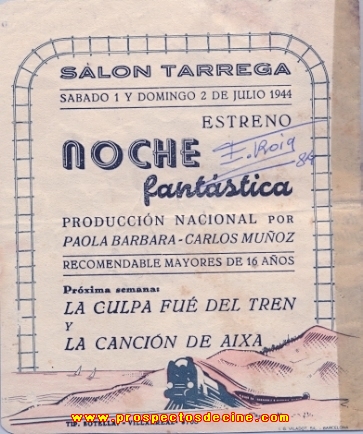 SALON TARREGA
SABADO 1 Y DOMINGO 2 DE JULIO 1944
ESTRENO
NOCHE
fantástica
PRODUCCIÓN NACIONAL POR
PAOLA BARBARA - CARLOS MUÑOZ
RECOMENDABLE MAYORES DE 16 AÑOS
Próxima semana:
LA CULPA FUÉ DEL TREN
Y
LA CANCIÓN DE AIXA
www.prospectosdecine.com